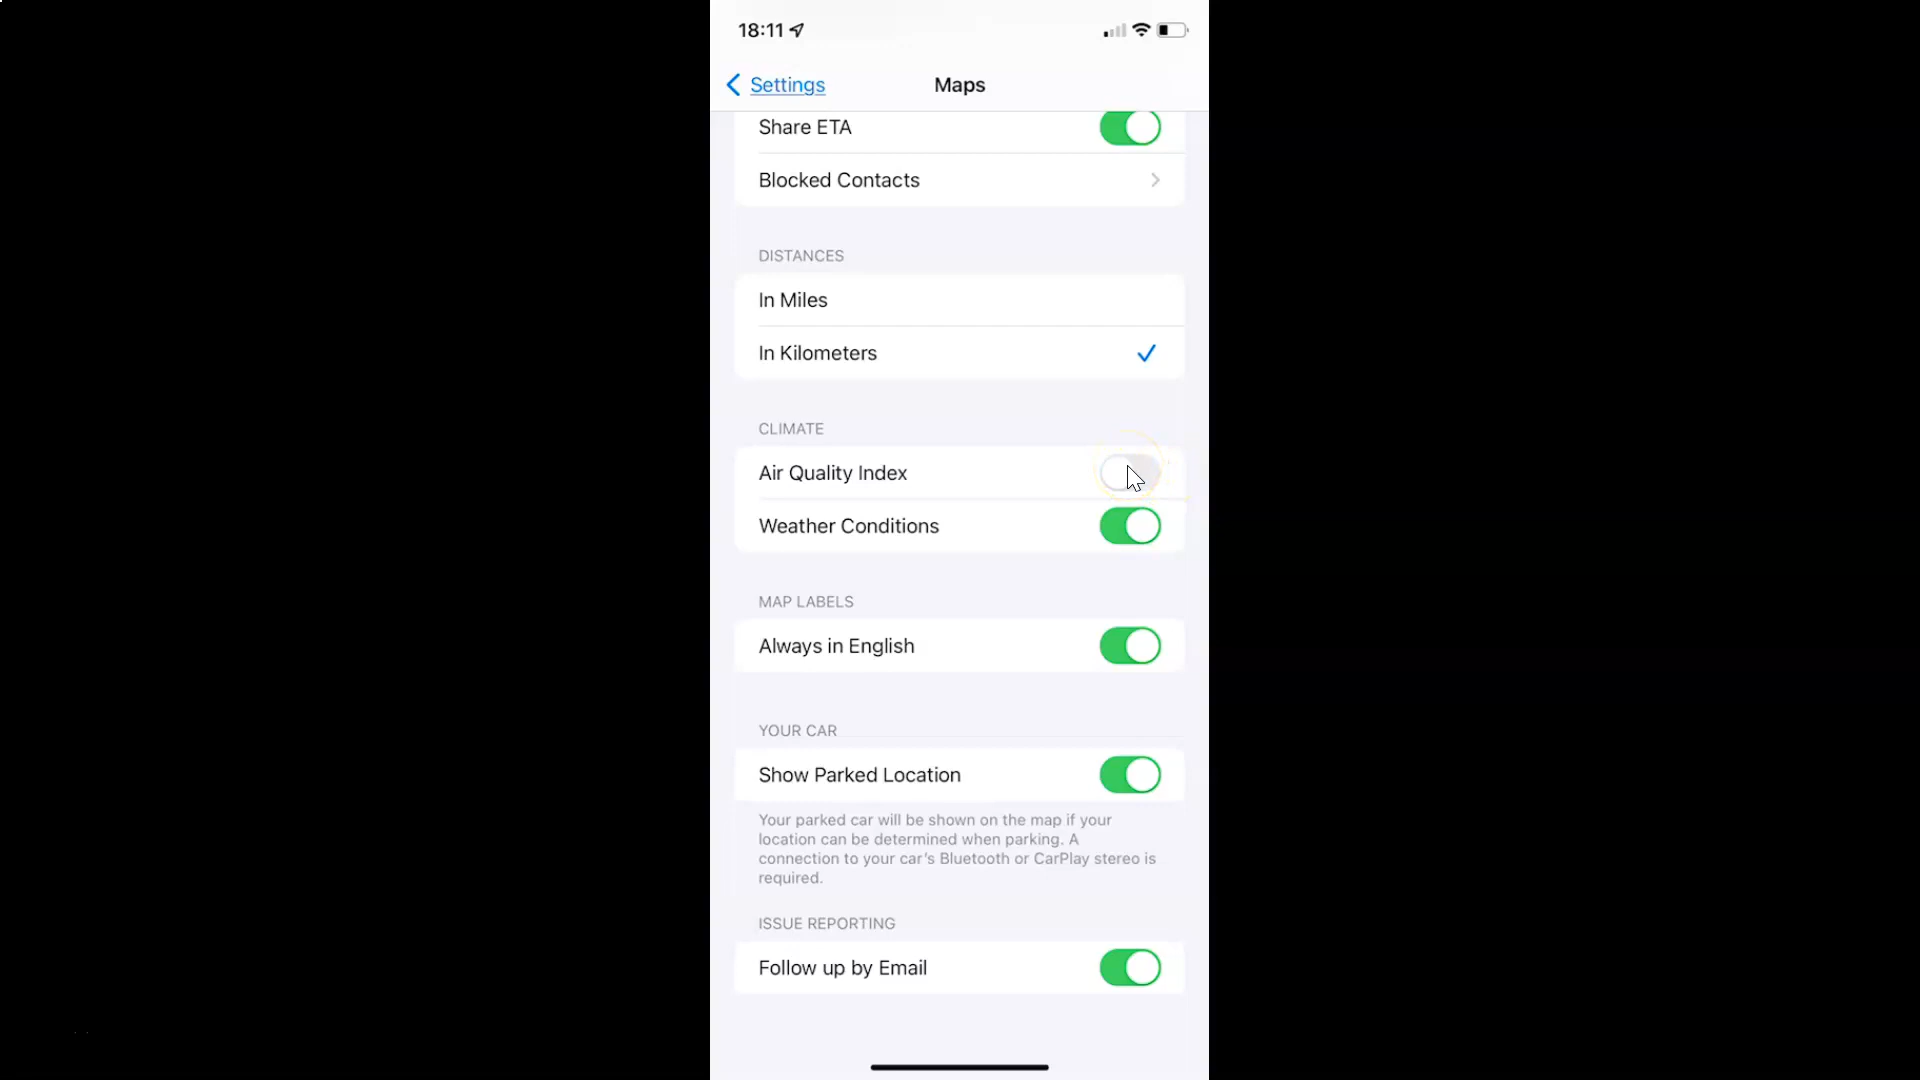 18:11
Settings
Maps
Share ETA
Blocked Contacts
DISTANCES
In Miles
In Kilometers
CLIMATE
Air Quality Index
Weather Conditions
MAP LABELS
Always in English
YOUR CAR
Show Parked Location
Your parked car will be shown on the map if your
location can be determined when parking. A
connection to your car's Bluetooth or CarPlay stereo is
required.
ISSUE REPORTING
Follow up by Email